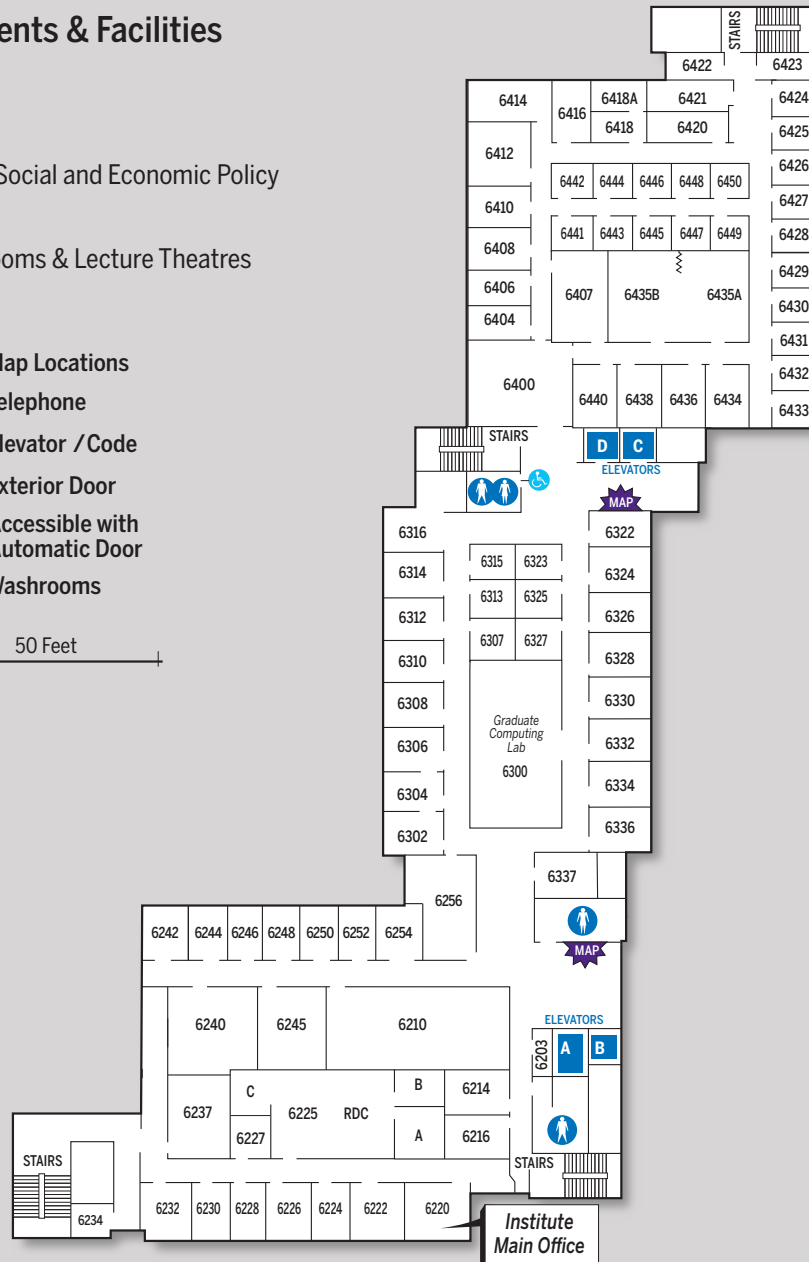 ents & Facilities
Social and Economic Policy
ooms & Lecture Theatres
Map Locations
elephone
levator / Code
xterior Door
Accessible with
Automatic Door
Washrooms
50 Feet
STAIRS
6422
6423
6414
6416
6418A
6421
6424
6418
6420
6425
6412
6426
6442
6444
6446
6448
6450
6427
6410
6441
6443
6445
6447
6449
6428
6408
6429
6406
6407
6435B
6435A
6430
6404
6431
6400
6432
6440
6438
6436
6434
6433
STAIRS
D
C
ELEVATORS
MAP
6316
6322
6315
6323
6314
6324
6313
6325
6312
6326
6307
6327
6310
6328
6308
6330
Graduate
Computing
Lab
6300
6306
6332
6304
6334
6302
6336
6337
6256
6242
6244
6246
6248
6250
6252
6254
MAP
ELEVATORS
6240
6245
6210
6203
A
B
C
B
6214
6237
6225
RDC
6227
A
6216
STAIRS
STAIRS
6234
6232
6230
6228
6226
6224
6222
6220
Institute
Main Office